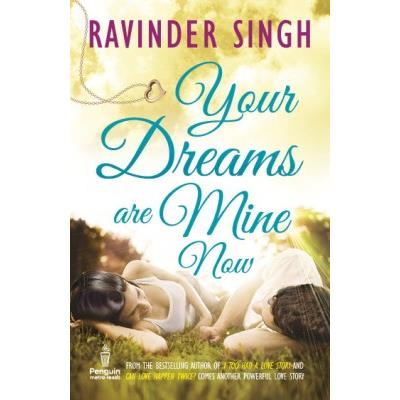 RAVINDER SINGH
Your
Dreams
are Mine
Now
Penguin
metro reads
FROM THE BESTSELLING AUTHOR OF I TOO HAD A LOVE STORY AND
CAN LOVE HAPPEN TWICE? COMES ANOTHER POWERFUL LOVE STORY